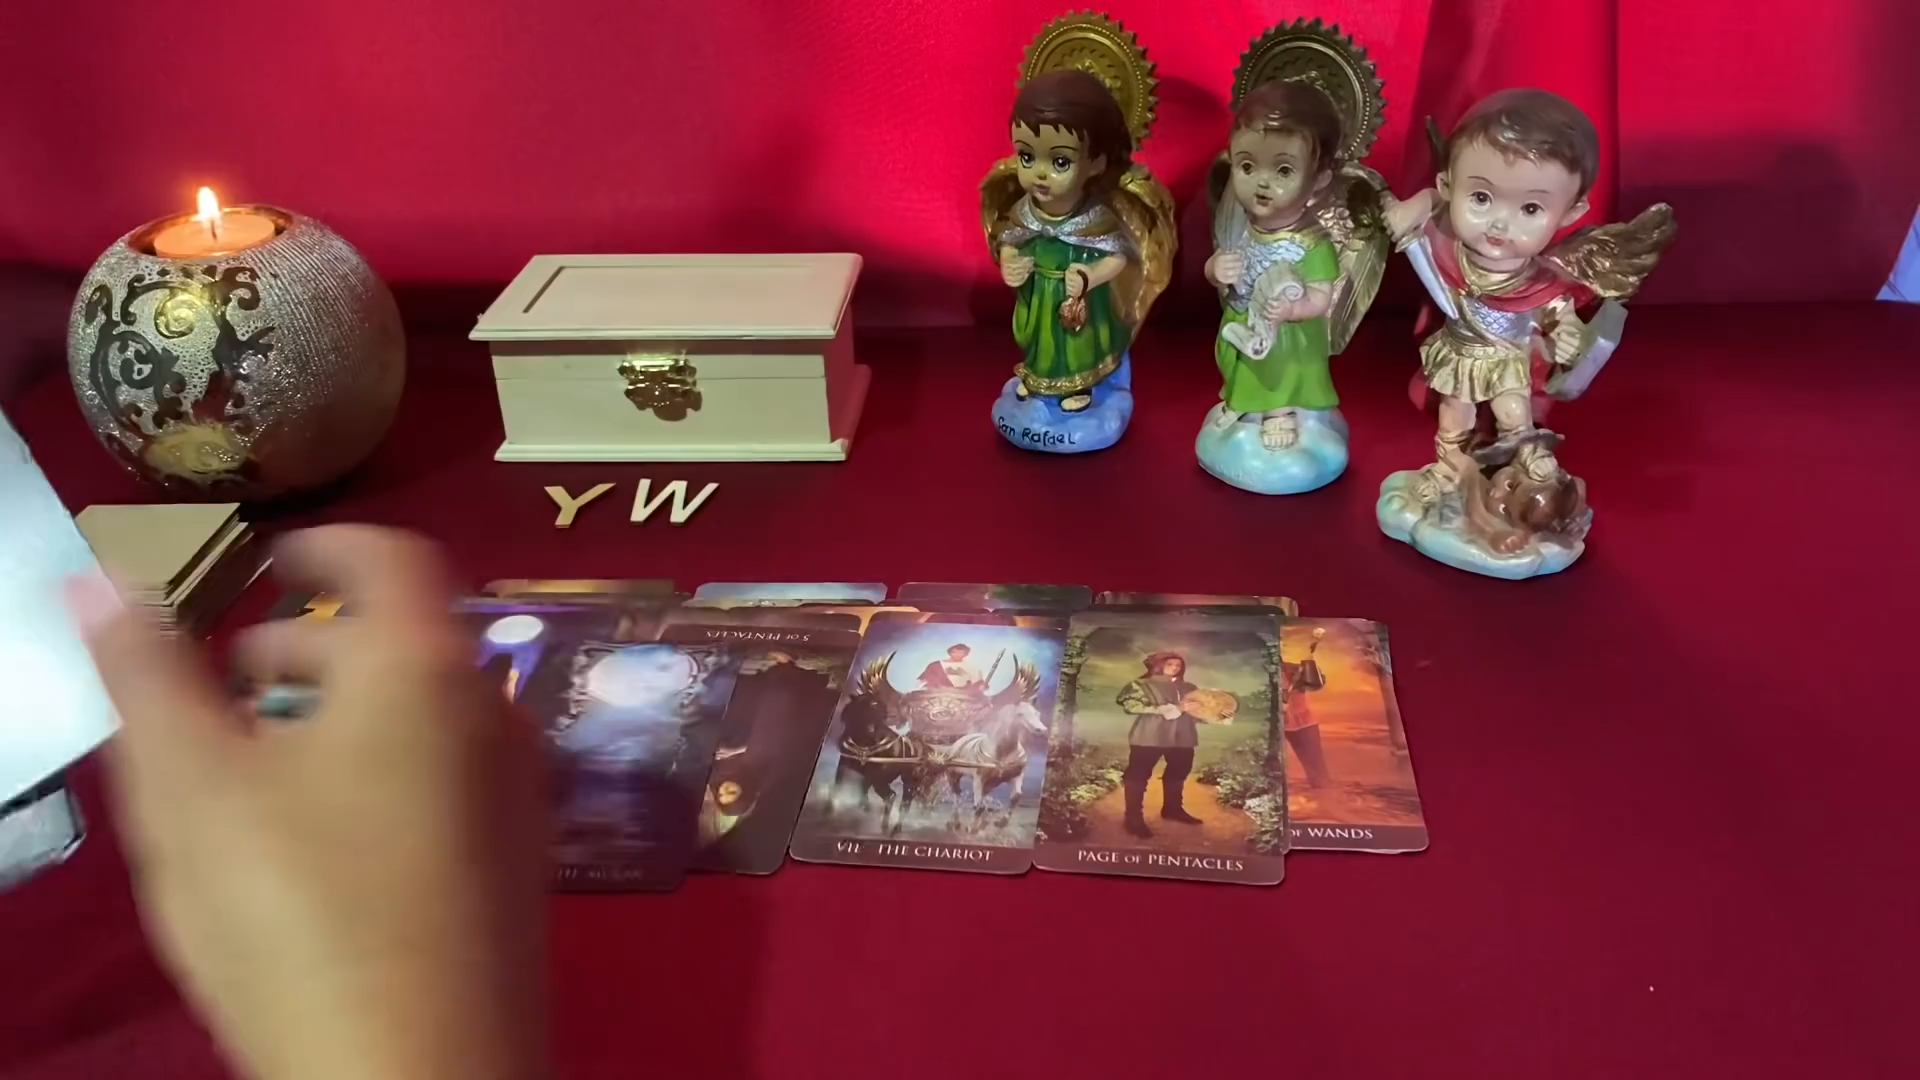 San Rafael
Y W
5 OF PENTACLES
VII THE CHARIOT
PAGE OF PENTACLES
OF WANDS